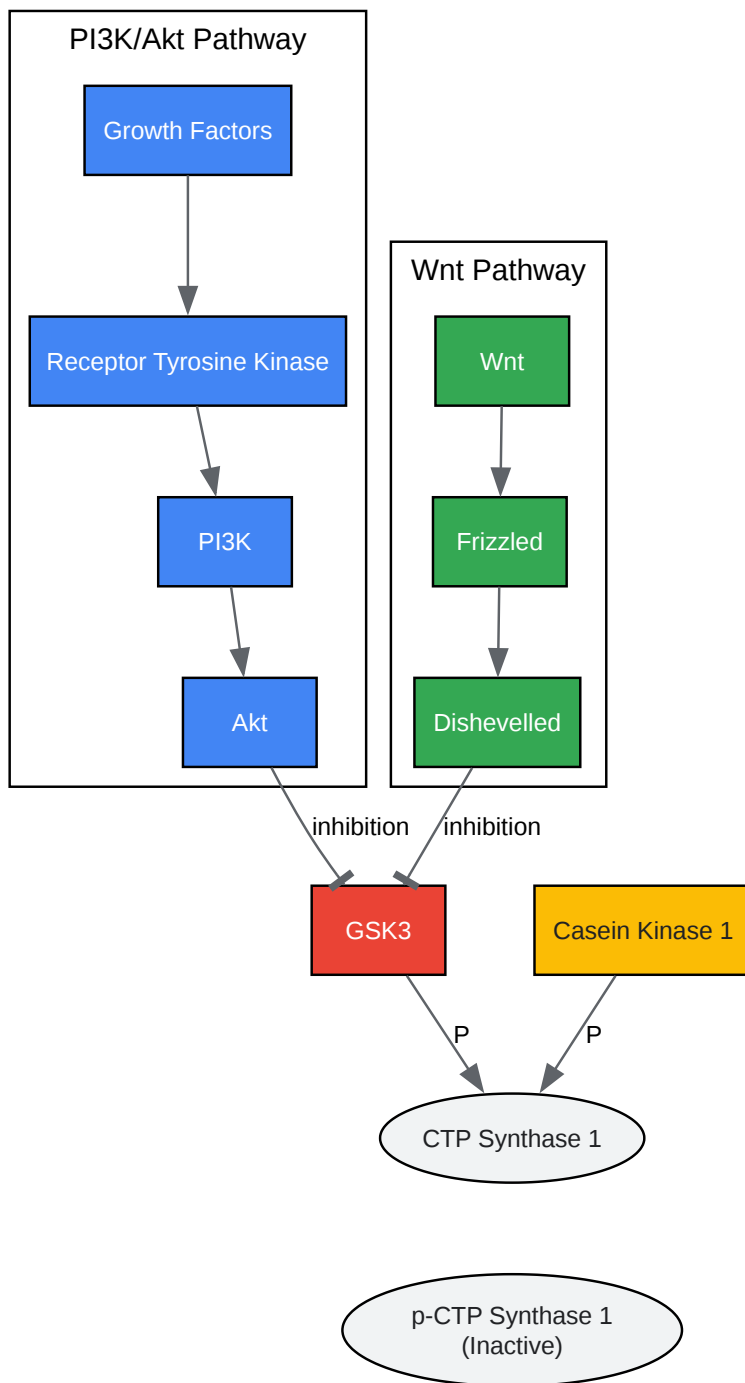 PI3K/Akt Pathway
Growth Factors
Receptor Tyrosine Kinase
PI3K
Akt
Wnt Pathway
Wnt
Frizzled
Dishevelled
inhibition
inhibition
GSK3
Casein Kinase 1
P
P
CTP Synthase 1
p-CTP Synthase 1
(Inactive)